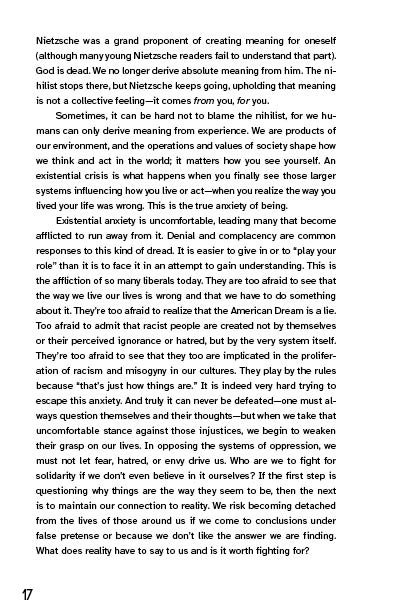 Nietzsche was a grand proponent of creating meaning for oneself
(although many young Nietzsche readers fail to understand that part).
God is dead. We no longer derive absolute meaning from him. The ni-
hilist stops there, but Nietzsche keeps going, upholding that meaning
is not a collective feeling—it comes from you, for you.
Sometimes, it can be hard not to blame the nihilist, for we hu-
mans can only derive meaning from experience. We are products of
our environment, and the operations and values of society shape how
we think and act in the world; it matters how you see yourself. An
existential crisis is what happens when you finally see those larger
systems influencing how you live or act—when you realize the way you
lived your life was wrong. This is the true anxiety of being.
Existential anxiety is uncomfortable, leading many that become
afflicted to run away from it. Denial and complacency are common
responses to this kind of dread. It is easier to give in or to “play your
role” than it is to face it in an attempt to gain understanding. This is
the affliction of so many liberals today. They are too afraid to see that
the way we live our lives is wrong and that we have to do something
about it. They’re too afraid to realize that the American Dream is a lie.
Too afraid to admit that racist people are created not by themselves
or their perceived ignorance or hatred, but by the very system itself.
They’re too afraid to see that they too are implicated in the prolifer-
ation of racism and misogyny in our cultures. They play by the rules
because “that’s just how things are.” It is indeed very hard trying to
escape this anxiety. And truly it can never be defeated—one must al-
ways question themselves and their thoughts—but when we take that
uncomfortable stance against those injustices, we begin to weaken
their grasp on our lives. In opposing the systems of oppression, we
must not let fear, hatred, or envy drive us. Who are we to fight for
solidarity if we don’t even believe in it ourselves? If the first step is
questioning why things are the way they seem to be, then the next
is to maintain our connection to reality. We risk becoming detached
from the lives of those around us if we come to conclusions under
false pretense or because we don’t like the answer we are finding.
What does reality have to say to us and is it worth fighting for?
17